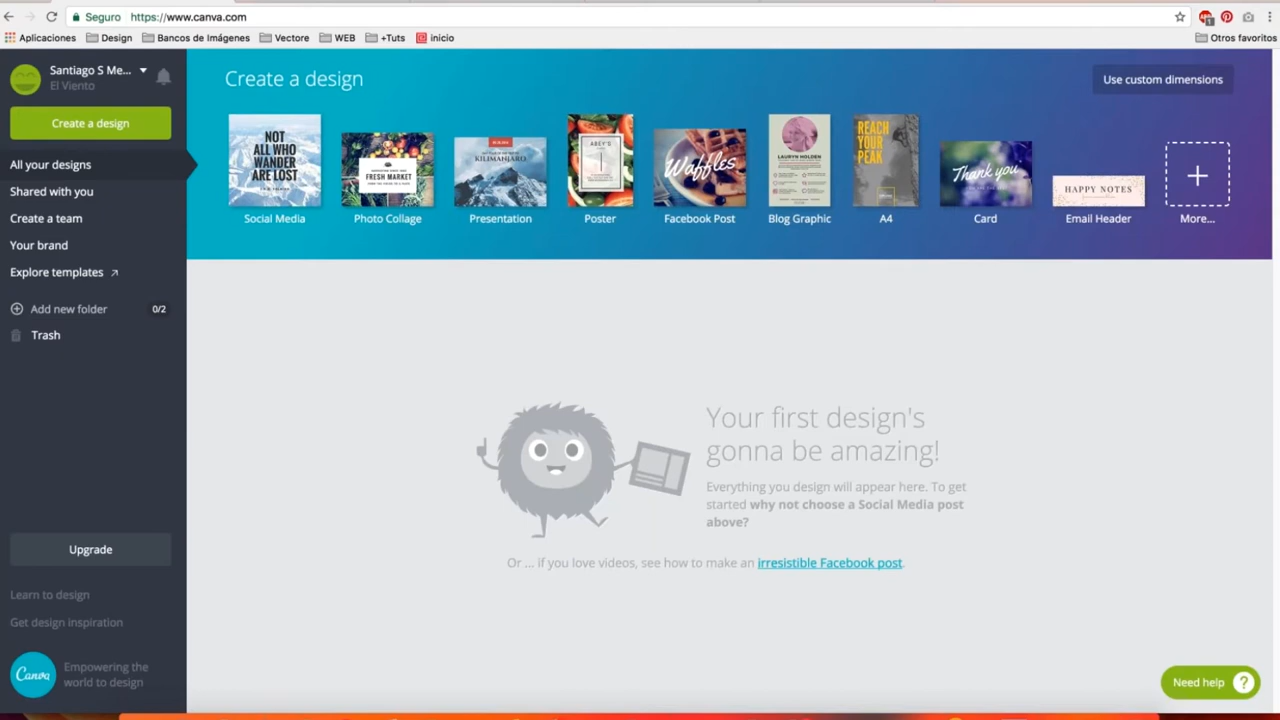 Seguro https://www.canva.com
Aplicaciones Design Bancos de Imágenes Vectore WEB +Tuts inicio Otros favoritos
Santiago S Me...
El Viento
Create a design
All your designs
Shared with you
Create a team
Your brand
Explore templates
Add new folder 0/2
Trash
Upgrade
Learn to design
Get design inspiration
Canva
Empowering the
world to design
Create a design
Use custom dimensions
NOT
ALL WHO
WANDER
ARE LOST
FRESH MARKET
KILIMANJARO
ABEY'S
Waffles
LAURYN HOLDEN
REACH
YOUR
PEAK
Thank you
HAPPY NOTES
Social Media Photo Collage Presentation Poster Facebook Post Blog Graphic A4 Card Email Header More...
Your first design's
gonna be amazing!
Everything you design will appear here. To get
started why not choose a Social Media post
above?
Or ... if you love videos, see how to make an irresistible Facebook post.
Need help ?